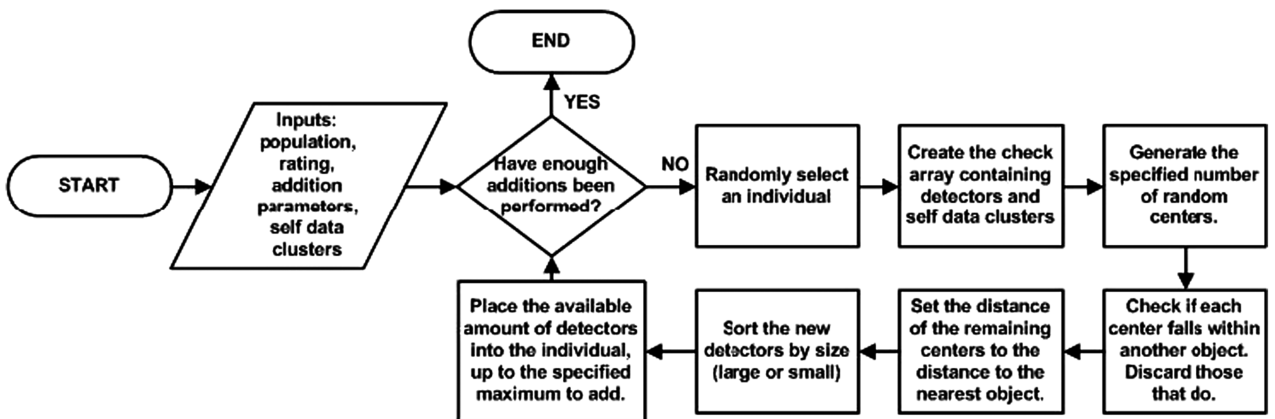 END
YES
START
Inputs:
population,
rating,
addition
parameters,
self data
clusters
Have enough
additions been
performed?
NO
Randomly select
an individual
Create the check
array containing
detectors and
self data clusters
Generate the
specified number
of random
centers.
Check if each
center falls within
another object.
Discard those
that do.
Set the distance
of the remaining
centers to the
distance to the
nearest object.
Sort the new
detectors by size
(large or small)
Place the available
amount of detectors
into the individual,
up to the specified
maximum to add.